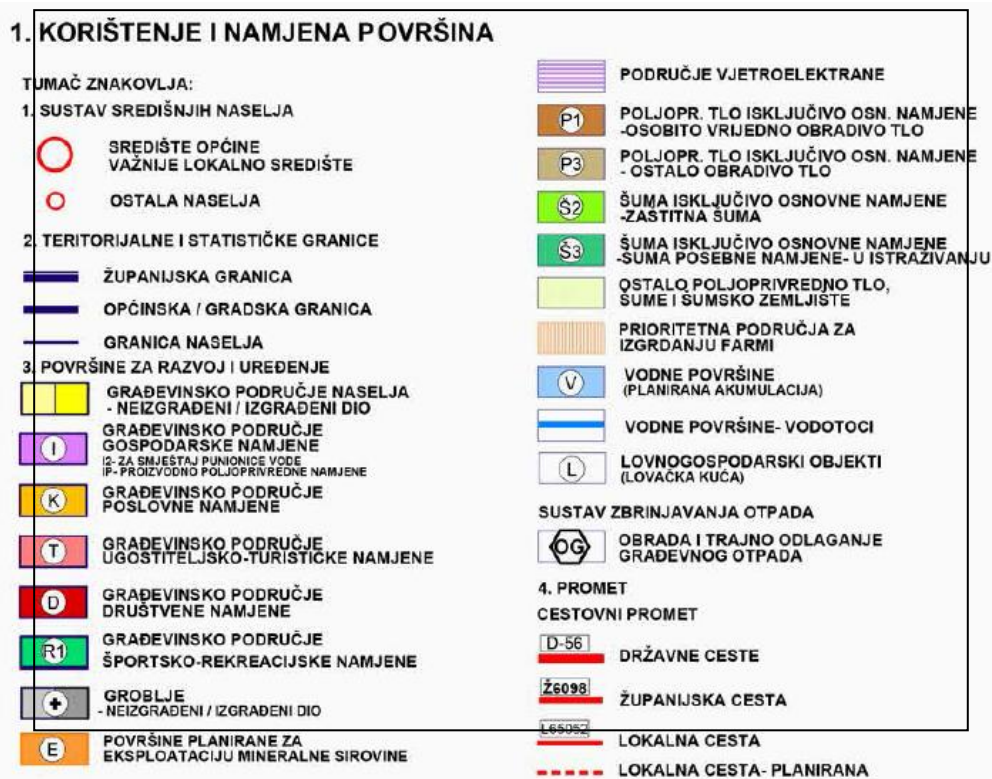 1. KORIŠTENJE I NAMJENA POVRŠINA
TUMAČ ZNAKOVLJA:
1. SUSTAV SREDIŠNJIH NASELJA
SREDIŠTE OPĆINE
VAŽNIJE LOKALNO SREDIŠTE
OSTALA NASELJA
2. TERITORIJALNE I STATISTIČKE GRANICE
ŽUPANIJSKA GRANICA
OPĆINSKA / GRADSKA GRANICA
GRANICA NASELJA
3. POVRŠINE ZA RAZVOJ I UREĐENJE
GRAĐEVINSKO PODRUČJE NASELJA
- NEIZGRAĐENI / IZGRAĐENI DIO
I
GRAĐEVINSKO PODRUČJE
GOSPODARSKE NAMJENE
I2- ZA SMJEŠTAJ PUNIONICE VODE
IP- PROIZVODNO POLJOPRIVREDNE NAMJENE
K
GRAĐEVINSKO PODRUČJE
POSLOVNE NAMJENE
T
GRAĐEVINSKO PODRUČJE
UGOSTITELJSKO-TURISTIČKE NAMJENE
D
GRAĐEVINSKO PODRUČJE
DRUŠTVENE NAMJENE
R1
GRAĐEVINSKO PODRUČJE
ŠPORTSKO-REKREACIJSKE NAMJENE
GROBLJE
- NEIZGRAĐENI / IZGRAĐENI DIO
E
POVRŠINE PLANIRANE ZA
EKSPLOATACIJU MINERALNE SIROVINE
PODRUČJE VJETROELEKTRANE
P1
POLJOPR. TLO ISKLJUČIVO OSN. NAMJENE
-OSOBITO VRIJEDNO OBRADIVO TLO
P3
POLJOPR. TLO ISKLJUČIVO OSN. NAMJENE
- OSTALO OBRADIVO TLO
Š2
ŠUMA ISKLJUČIVO OSNOVNE NAMJENE
-ZAŠTITNA ŠUMA
Š3
ŠUMA ISKLJUČIVO OSNOVNE NAMJENE
-ŠUMA POSEBNE NAMJENE- U ISTRAŽIVANJU
OSTALO POLJOPRIVREDNO TLO,
ŠUME I ŠUMSKO ZEMLJIŠTE
PRIORITETNA PODRUČJA ZA
IZGRDANJU FARMI
V
VODNE POVRŠINE
(PLANIRANA AKUMULACIJA)
VODNE POVRŠINE- VODOTOCI
L
LOVNOGOSPODARSKI OBJEKTI
(LOVAČKA KUĆA)
SUSTAV ZBRINJAVANJA OTPADA
OG
OBRADA I TRAJNO ODLAGANJE
GRAĐEVNOG OTPADA
4. PROMET
CESTOVNI PROMET
D-56
DRŽAVNE CESTE
Ž6098
ŽUPANIJSKA CESTA
L65052
LOKALNA CESTA
LOKALNA CESTA- PLANIRANA